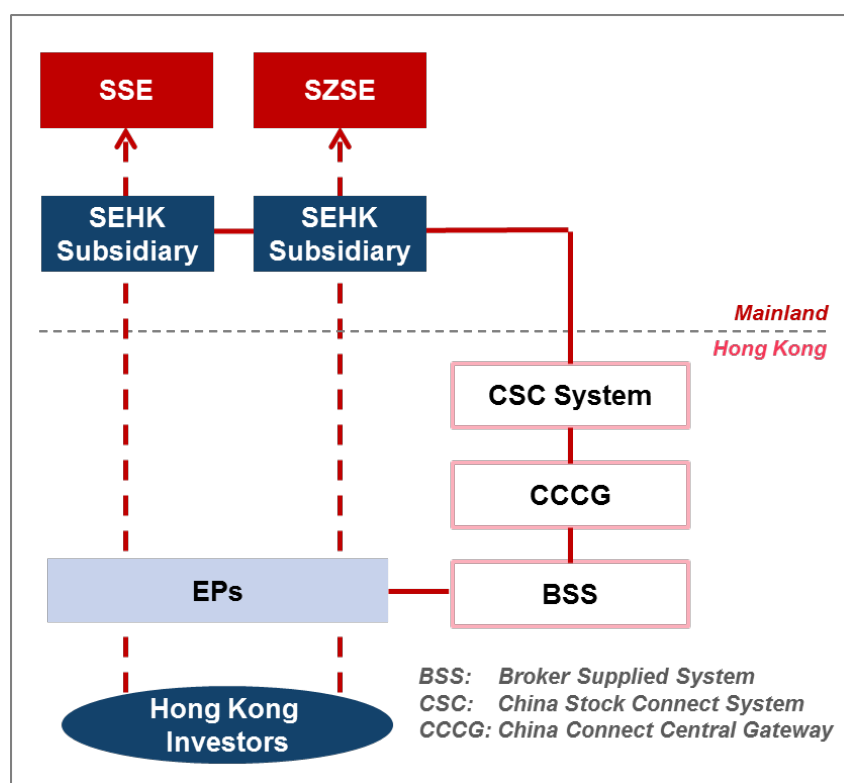 SSE
SZSE
SEHK
Subsidiary
SEHK
Subsidiary
Mainland
Hong Kong
CSC System
CCCG
EPs
BSS
Hong Kong
Investors
BSS: Broker Supplied System
CSC: China Stock Connect System
CCCG: China Connect Central Gateway